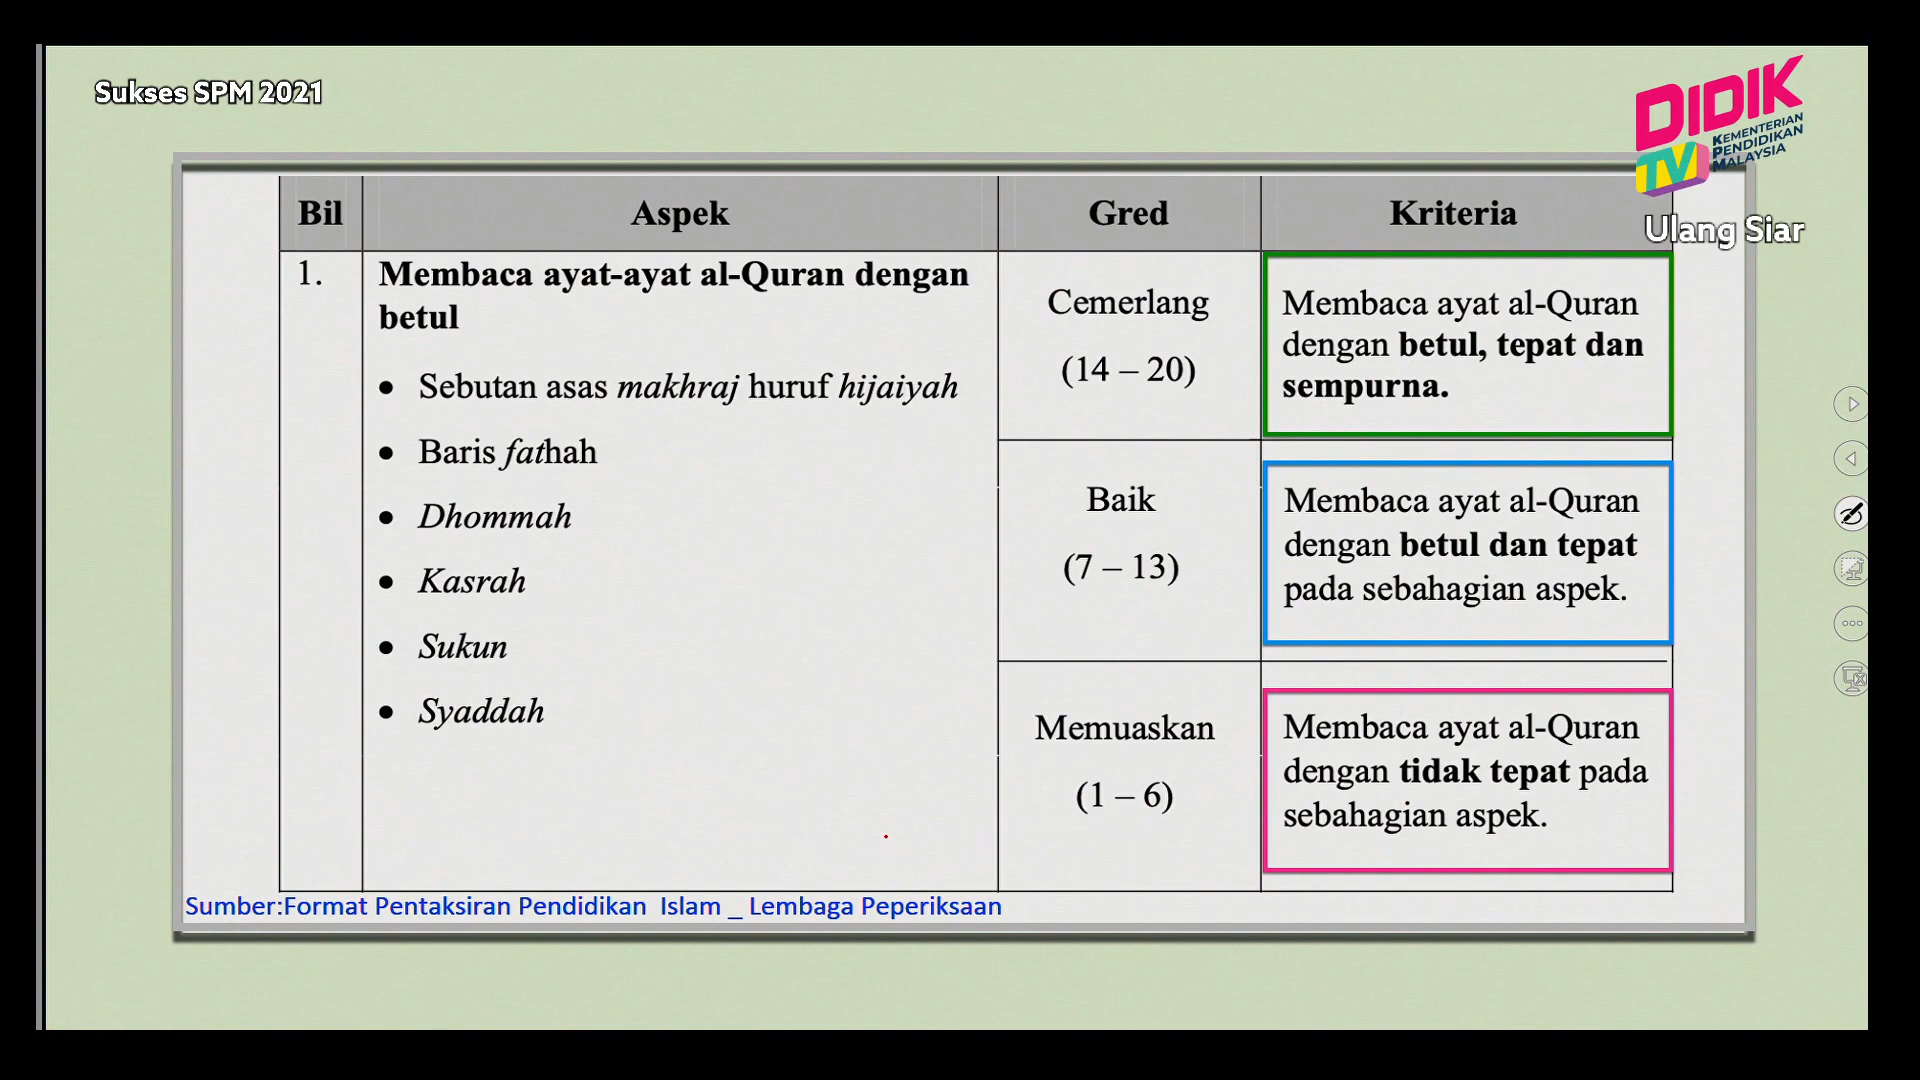 Sukses SPM 2021
DIDIK
TV
KEMENTERIAN
PENDIDIKAN
MALAYSIA
Ulang Siar
Bil
Aspek
Gred
Kriteria
1.
Membaca ayat-ayat al-Quran dengan
betul
• Sebutan asas makhraj huruf hijaiyah
• Baris fathah
• Dhommah
• Kasrah
• Sukun
• Syaddah
Cemerlang
(14 – 20)
Membaca ayat al-Quran
dengan betul, tepat dan
sempurna.
Baik
(7 – 13)
Membaca ayat al-Quran
dengan betul dan tepat
pada sebahagian aspek.
Memuaskan
(1 – 6)
Membaca ayat al-Quran
dengan tidak tepat pada
sebahagian aspek.
Sumber:Format Pentaksiran Pendidikan Islam _ Lembaga Peperiksaan